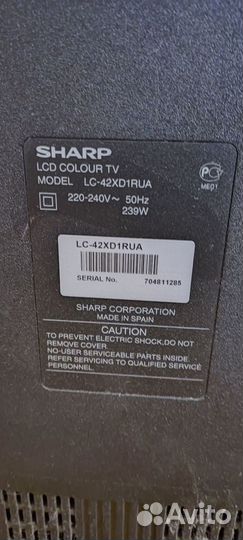 SHARP
LCD COLOUR TV
MODEL LC-42XD1RUA
220-240V~ 50Hz
239W
ME01
LC-42XD1RUA
SERIAL No. 704811285
SHARP CORPORATION
MADE IN SPAIN
CAUTION
TO PREVENT ELECTRIC SHOCK,DO NOT
REMOVE COVER.
NO-USER SERVICEABLE PARTS INSIDE.
REFER SERVICING TO QUALIFIED SERVICE
PERSONNEL.
Avito